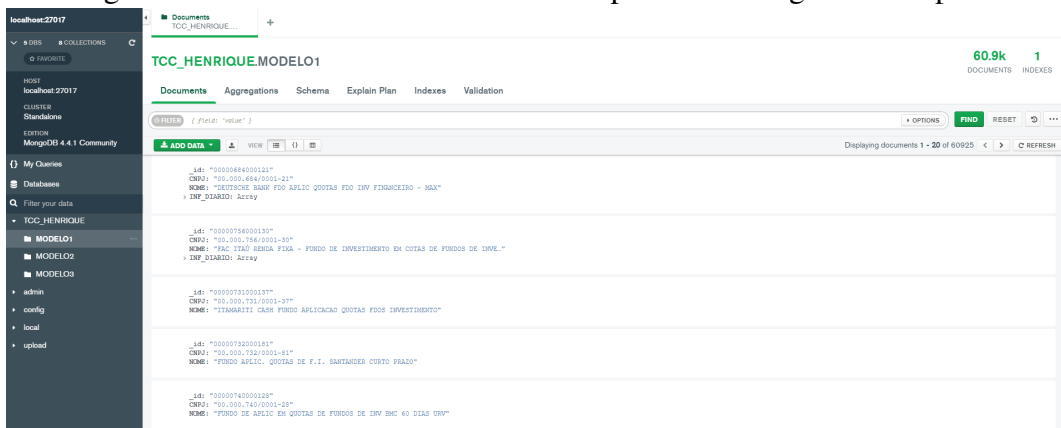 localhost:27017
5 DBS 8 COLLECTIONS
FAVORITE
HOST
localhost:27017
CLUSTER
Standalone
EDITION
MongoDB 4.4.1 Community
My Queries
Databases
Filter your data
TCC_HENRIQUE
MODELO1
MODELO2
MODELO3
admin
config
local
upload
Documents
TCC_HENRIQUE....
+
TCC_HENRIQUE.MODELO1
60.9k DOCUMENTS
1 INDEXES
Documents Aggregations Schema Explain Plan Indexes Validation
FILTER { field: 'value' }
OPTIONS FIND RESET ...
ADD DATA VIEW {}
Displaying documents 1 - 20 of 60925 < > REFRESH
_id: "00000684000121"
CNPJ: "00.000.684/0001-21"
NOME: "DEUTSCHE BANK FDO APLIC QUOTAS FDO INV FINANCEIRO - MAX"
> INF_DIARIO: Array
_id: "00000756000130"
CNPJ: "00.000.756/0001-30"
NOME: "FAC ITAÚ RENDA FIXA - FUNDO DE INVESTIMENTO EM COTAS DE FUNDOS DE INVE…"
> INF_DIARIO: Array
_id: "00000731000137"
CNPJ: "00.000.731/0001-37"
NOME: "ITAMARITI CASH FUNDO APLICACAO QUOTAS FDOS INVESTIMENTO"
_id: "00000732000181"
CNPJ: "00.000.732/0001-81"
NOME: "FUNDO APLIC. QUOTAS DE F.I. SANTANDER CURTO PRAZO"
_id: "00000740000128"
CNPJ: "00.000.740/0001-28"
NOME: "FUNDO DE APLIC EM QUOTAS DE FUNDOS DE INV BMC 60 DIAS URV"